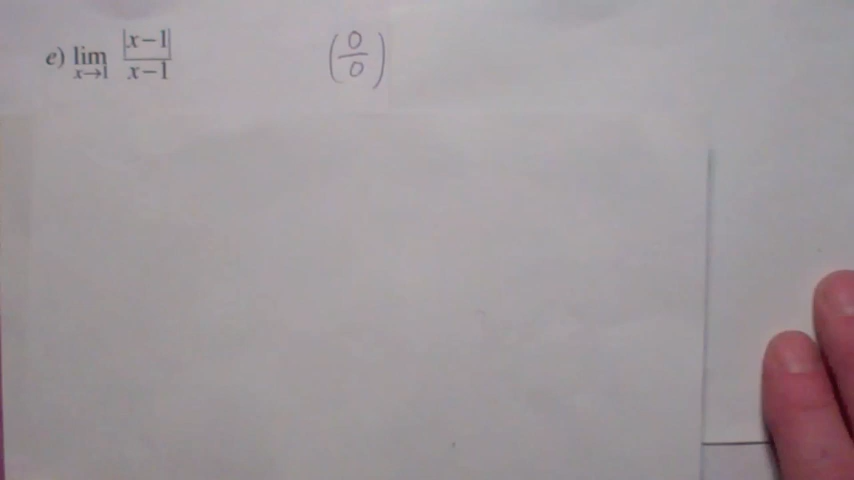 e) lim x→1 |x−1| / x−1 (0/0)